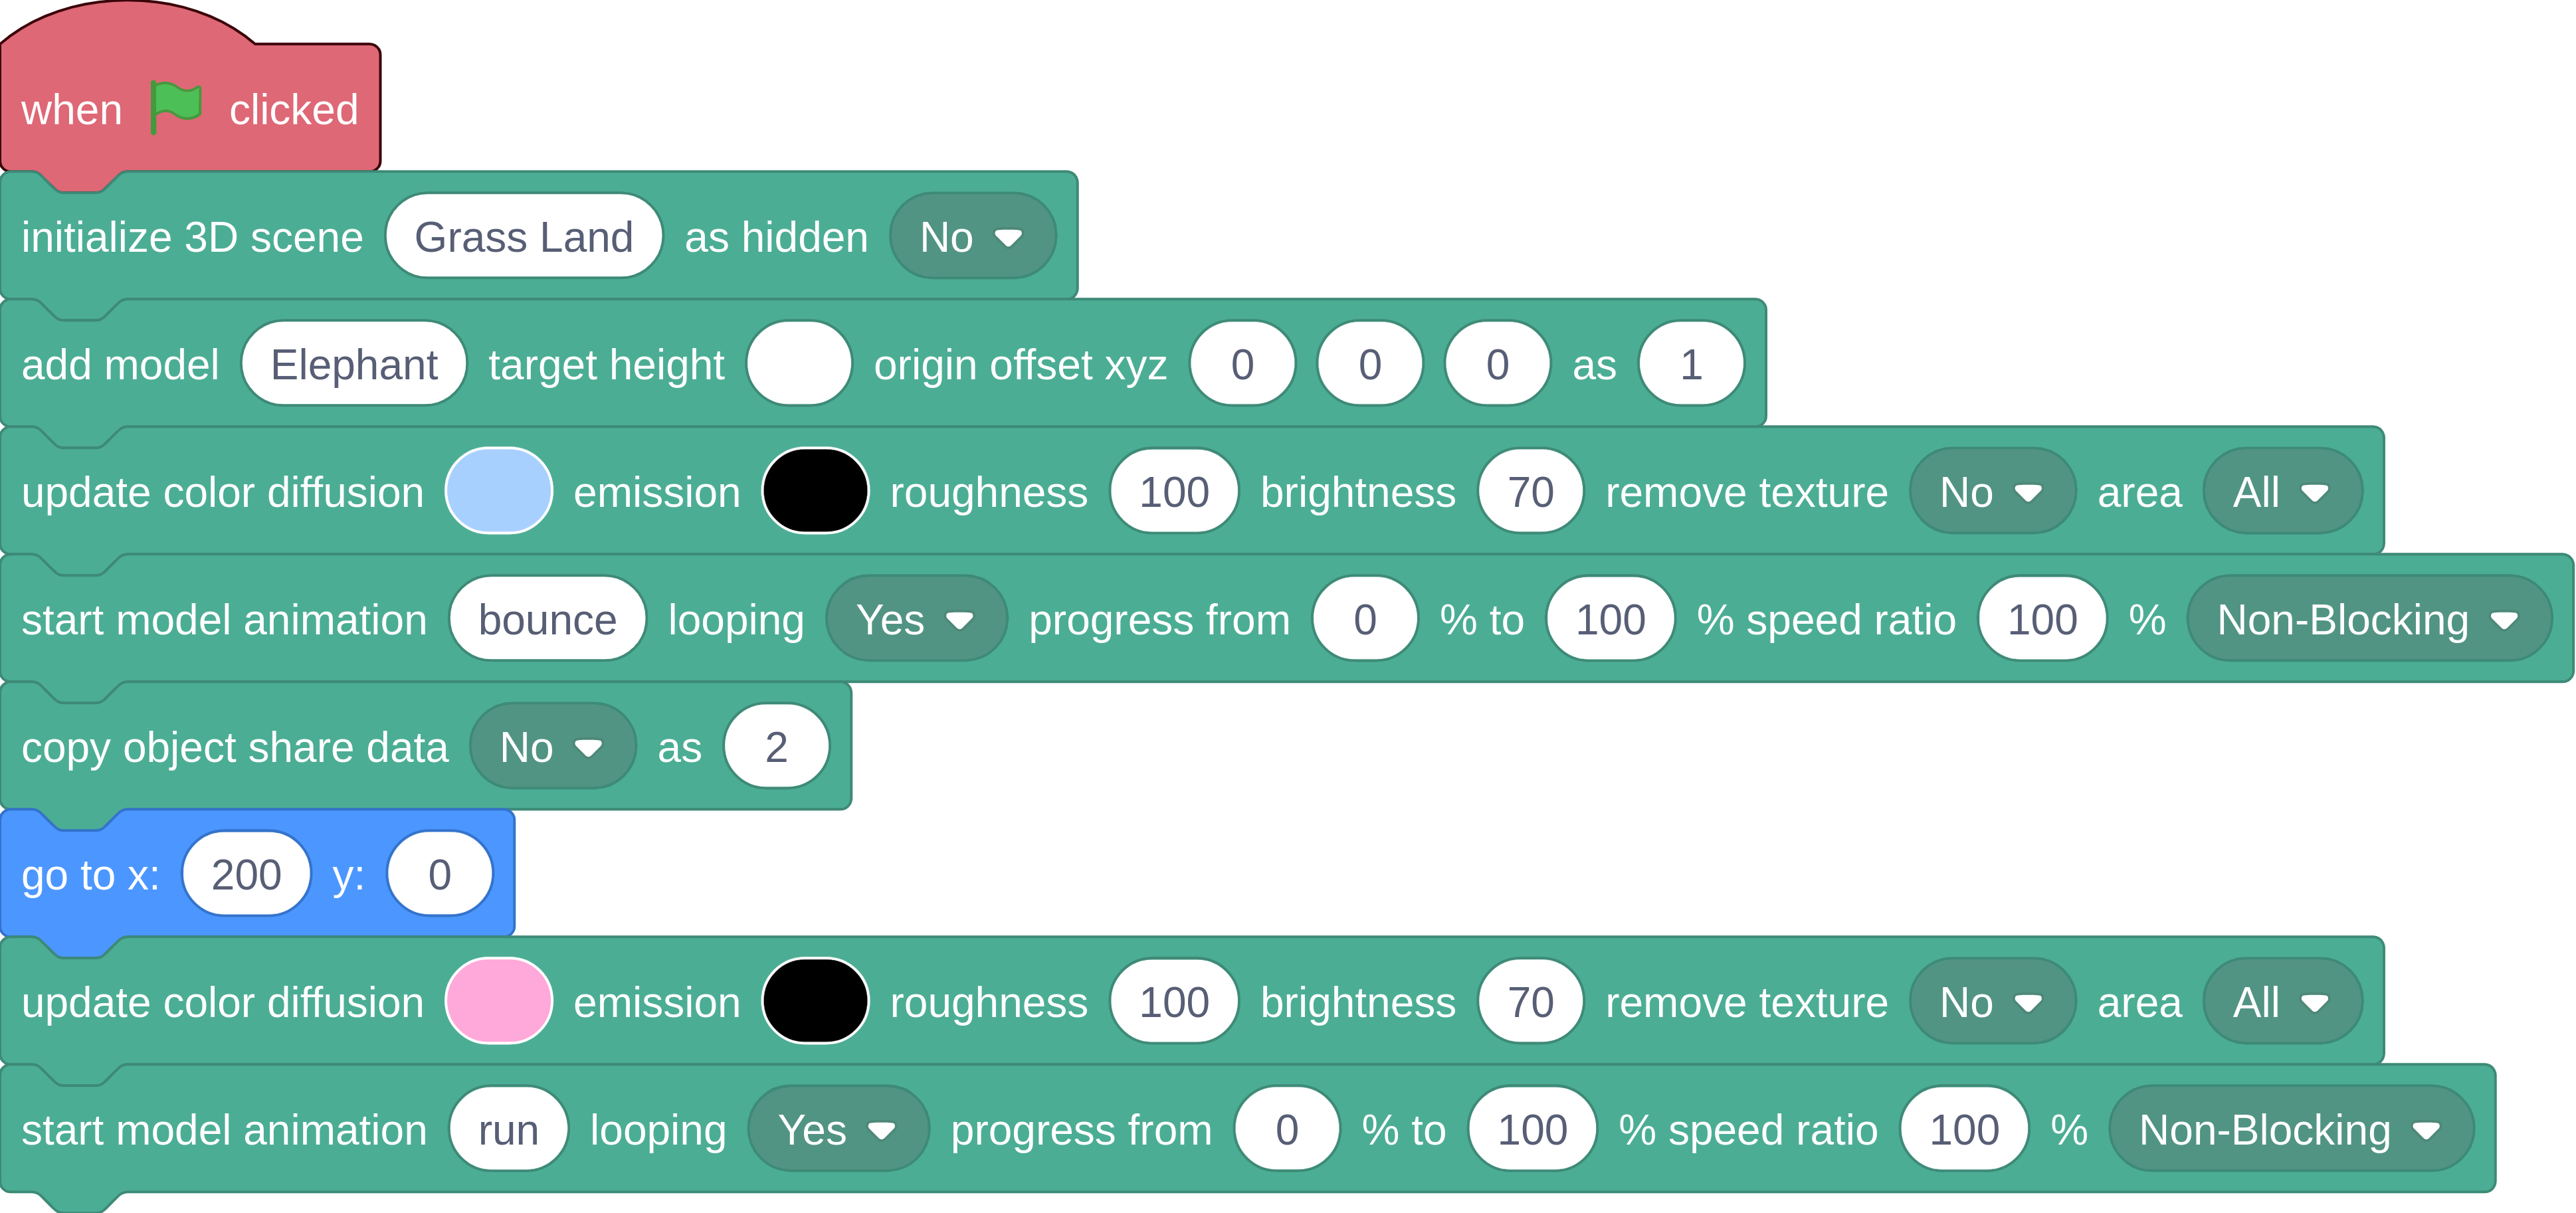 when clicked
initialize 3D scene Grass Land as hidden No
add model Elephant target height origin offset xyz 0 0 0 as 1
update color diffusion emission roughness 100 brightness 70 remove texture No area All
start model animation bounce looping Yes progress from 0 % to 100 % speed ratio 100 % Non-Blocking
copy object share data No as 2
go to x: 200 y: 0
update color diffusion emission roughness 100 brightness 70 remove texture No area All
start model animation run looping Yes progress from 0 % to 100 % speed ratio 100 % Non-Blocking